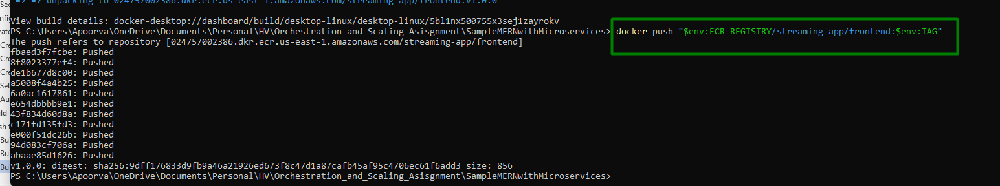 => => unpacking to 024757002386.dkr.ecr.us-east-1.amazonaws.com/streaming-app/frontend:v1.0.0
View build details: docker-desktop://dashboard/build/desktop-linux/desktop-linux/5bl1nx500755x3sej1zayrokv
PS C:\Users\Apoorva\OneDrive\Documents\Personal\HV\Orchestration_and_Scaling_Asisgnment\SampleMERNwithMicroservices> docker push "$env:ECR_REGISTRY/streaming-app/frontend:$env:TAG"
The push refers to repository [024757002386.dkr.ecr.us-east-1.amazonaws.com/streaming-app/frontend]
fbaed3f7fcbe: Pushed
8f8023377ef4: Pushed
de1b677d8c00: Pushed
a5008f4a4b25: Pushed
6a0ac1617861: Pushed
e654dbbbb9e1: Pushed
43f834d60d8a: Pushed
c171fd135fd3: Pushed
e000f51dc26b: Pushed
94d083cf706a: Pushed
abaae85d1626: Pushed
v1.0.0: digest: sha256:9dff176833d9fb9a46a21926ed673f8c47d1a87cafb45af95c4706ec61f6add3 size: 856
PS C:\Users\Apoorva\OneDrive\Documents\Personal\HV\Orchestration_and_Scaling_Asisgnment\SampleMERNwithMicroservices>